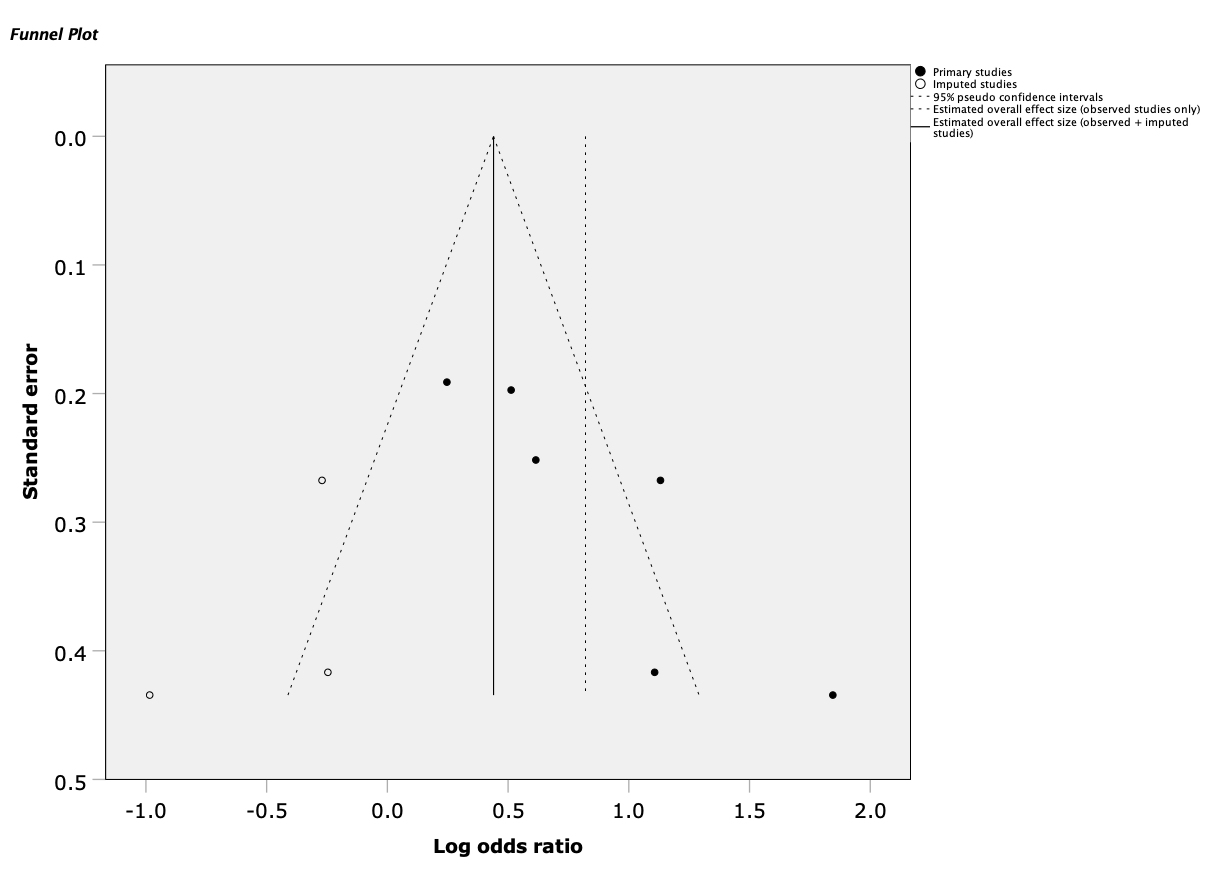 Funnel Plot
Primary studies
Imputed studies
95% pseudo confidence intervals
Estimated overall effect size (observed studies only)
Estimated overall effect size (observed + imputed
studies)
0.0
0.1
0.2
0.3
0.4
0.5
Standard error
-1.0
-0.5
0.0
0.5
1.0
1.5
2.0
Log odds ratio